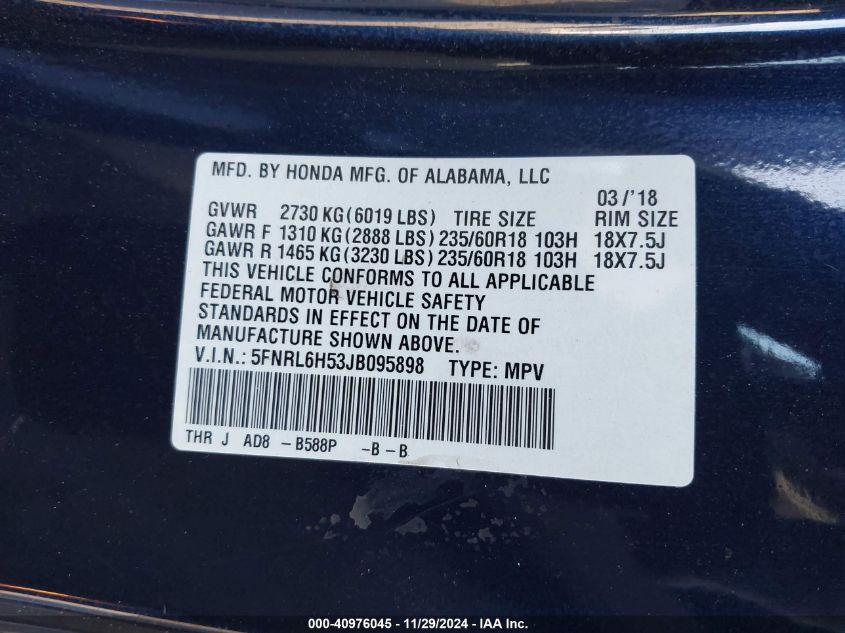 MFD. BY HONDA MFG. OF ALABAMA, LLC
03/'18
GVWR 2730 KG(6019 LBS) TIRE SIZE RIM SIZE
GAWR F 1310 KG(2888 LBS) 235/60R18 103H 18X7.5J
GAWR R 1465 KG(3230 LBS) 235/60R18 103H 18X7.5J
THIS VEHICLE CONFORMS TO ALL APPLICABLE
FEDERAL MOTOR VEHICLE SAFETY
STANDARDS IN EFFECT ON THE DATE OF
MANUFACTURE SHOWN ABOVE.
V.I.N.: 5FNRL6H53JB095898 TYPE: MPV
THR J AD8 -B588P -B-B
000-40976045 - 11/29/2024 - IAA Inc.